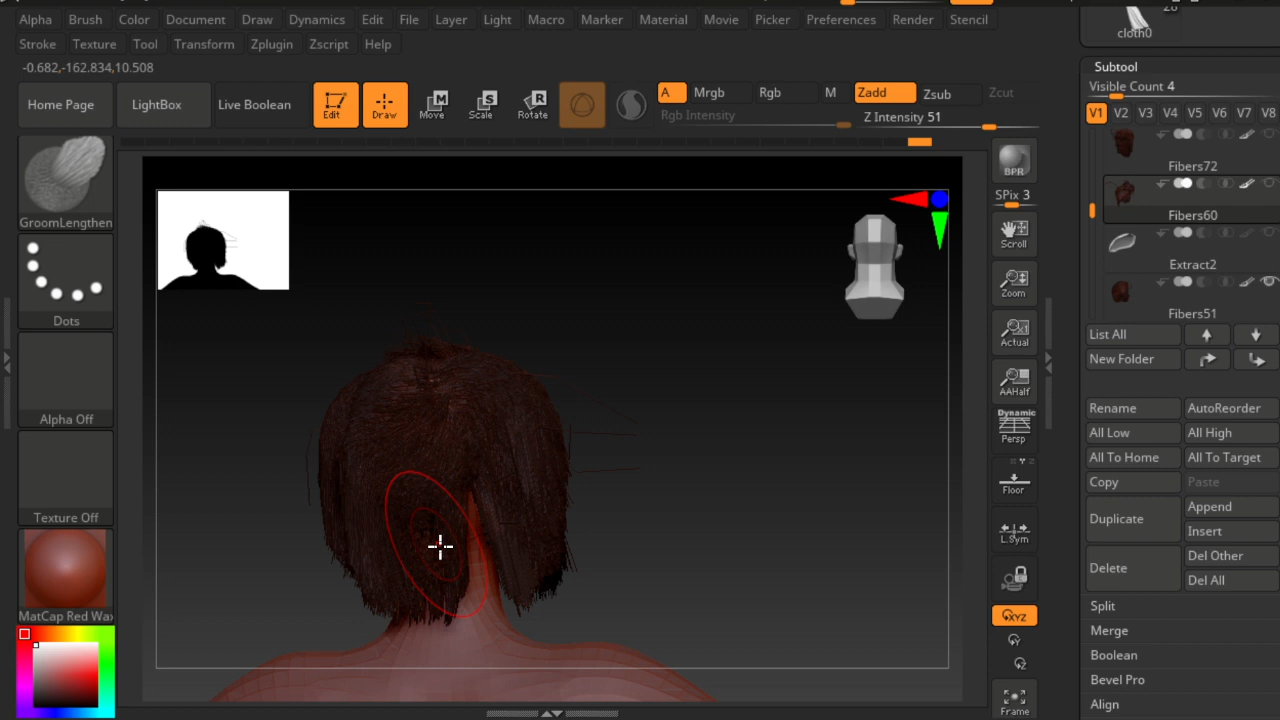 Alpha Brush Color Document Draw Dynamics Edit File Layer Light Macro Marker Material Movie Picker Preferences Render Stencil
Stroke Texture Tool Transform Zplugin Zscript Help
-0.682,-162.834,10.508
Home Page LightBox Live Boolean Edit Draw Move Scale Rotate
M S R
A Mrgb Rgb M Zadd Zsub Zcut
Rgb Intensity Z Intensity 51
GroomLengthen
Dots
Alpha Off
Texture Off
MatCap Red Wax
BPR
SPix 3
Scroll
Zoom
Actual
AAHalf
Dynamic
Persp
Floor
L.Sym
XYZ
Y
Z
Frame
cloth0
28
Subtool
Visible Count 4
V1 V2 V3 V4 V5 V6 V7 V8
Fibers72
Fibers60
Extract2
Fibers51
List All
New Folder
Rename AutoReorder
All Low All High
All To Home All To Target
Copy Paste
Duplicate Append
Insert
Delete Del Other
Del All
Split
Merge
Boolean
Bevel Pro
Align